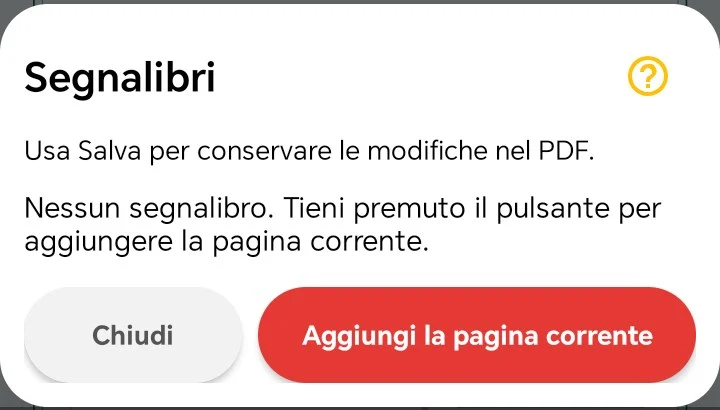 Segnalibri
?
Usa Salva per conservare le modifiche nel PDF.
Nessun segnalibro. Tieni premuto il pulsante per
aggiungere la pagina corrente.
Chiudi
Aggiungi la pagina corrente